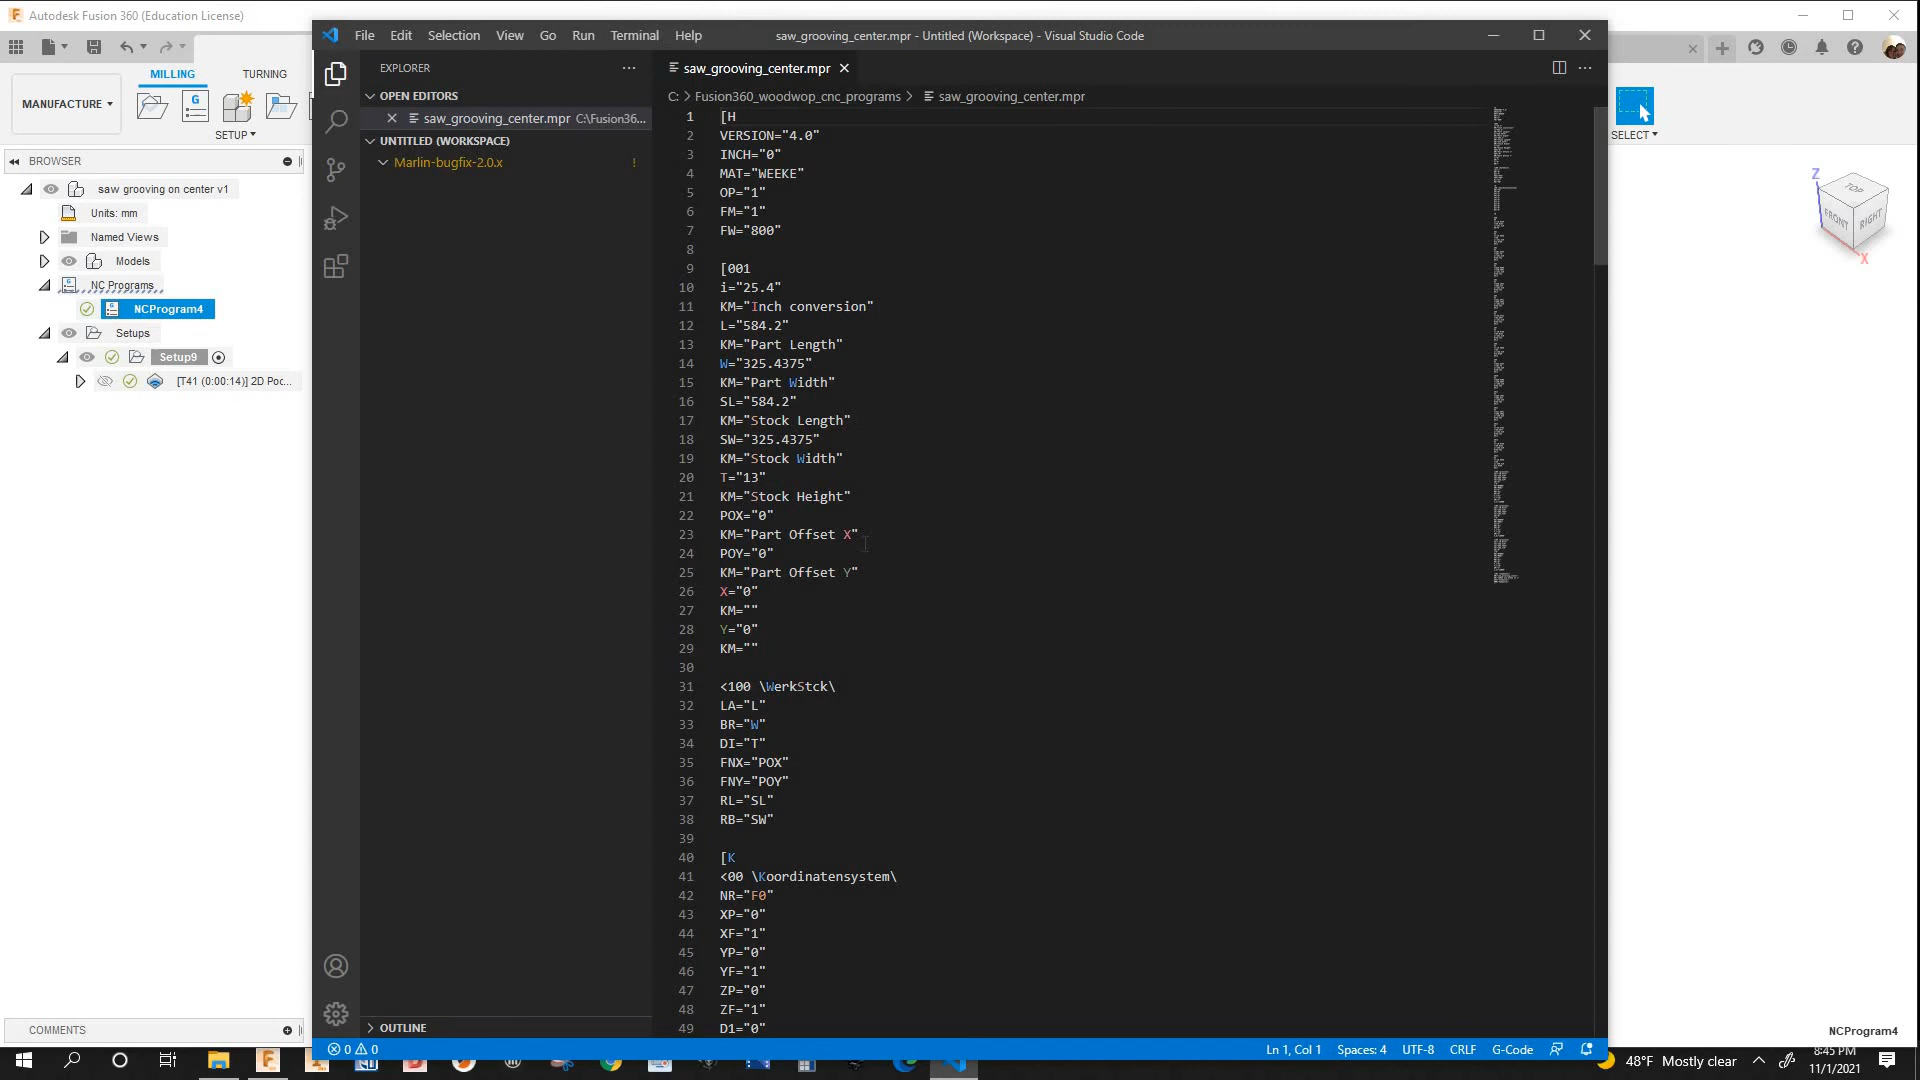 Autodesk Fusion 360 (Education License)
File Edit Selection View Go Run Terminal Help
saw_grooving_center.mpr - Untitled (Workspace) - Visual Studio Code
MILLING
TURNING
MANUFACTURE
SETUP
SELECT
BROWSER
saw grooving on center v1
Units: mm
Named Views
Models
NC Programs
NCProgram4
Setups
Setup9
[T41 (0:00:14)] 2D Poc...
COMMENTS
EXPLORER
OPEN EDITORS
saw_grooving_center.mpr C:\Fusion36...
UNTITLED (WORKSPACE)
Marlin-bugfix-2.0.x !
OUTLINE
saw_grooving_center.mpr
C: > Fusion360_woodwop_cnc_programs > saw_grooving_center.mpr
1 [H
2 VERSION="4.0"
3 INCH="0"
4 MAT="WEEKE"
5 OP="1"
6 FM="1"
7 FW="800"
8
9 [001
10 i="25.4"
11 KM="Inch conversion"
12 L="584.2"
13 KM="Part Length"
14 W="325.4375"
15 KM="Part Width"
16 SL="584.2"
17 KM="Stock Length"
18 SW="325.4375"
19 KM="Stock Width"
20 T="13"
21 KM="Stock Height"
22 POX="0"
23 KM="Part Offset X"
24 POY="0"
25 KM="Part Offset Y"
26 X="0"
27 KM=""
28 Y="0"
29 KM=""
30
31 <100 \WerkStck\
32 LA="L"
33 BR="W"
34 DI="T"
35 FNX="POX"
36 FNY="POY"
37 RL="SL"
38 RB="SW"
39
40 [K
41 <00 \Koordinatensystem\
42 NR="F0"
43 XP="0"
44 XF="1"
45 YP="0"
46 YF="1"
47 ZP="0"
48 ZF="1"
49 D1="0"
TOP
FRONT
RIGHT
Z
X
NCProgram4
0 0
Ln 1, Col 1 Spaces: 4 UTF-8 CRLF G-Code
48°F Mostly clear
8:45 PM
11/1/2021